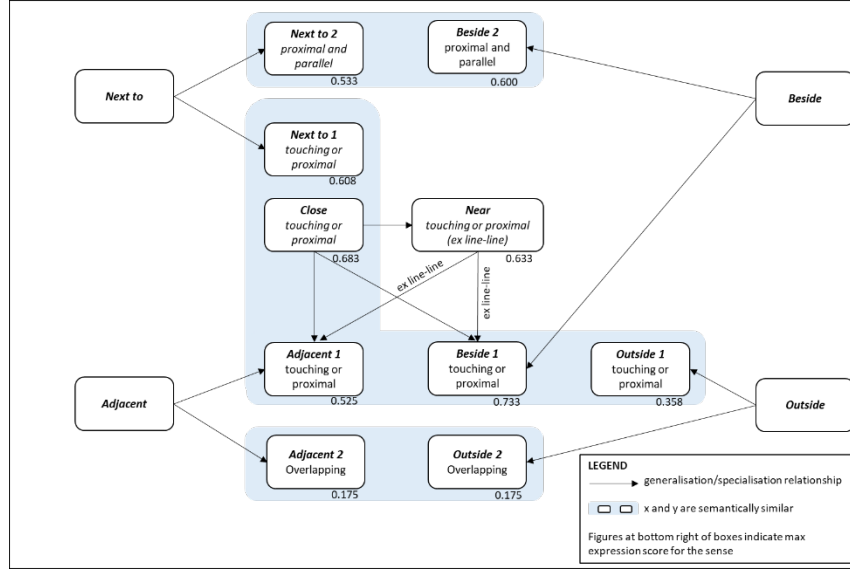 Next to 2
proximal and
parallel
0.533
Beside 2
proximal and
parallel
0.600
Next to
Beside
Next to 1
touching or
proximal
0.608
Close
touching or
proximal
0.683
Near
touching or proximal
(ex line-line)
0.633
ex line-line
ex line-line
Adjacent 1
touching or
proximal
0.525
Beside 1
touching or
proximal
0.733
Outside 1
touching or
proximal
0.358
Adjacent
Outside
Adjacent 2
Overlapping
0.175
Outside 2
Overlapping
0.175
LEGEND
generalisation/specialisation relationship
x and y are semantically similar
Figures at bottom right of boxes indicate max
expression score for the sense